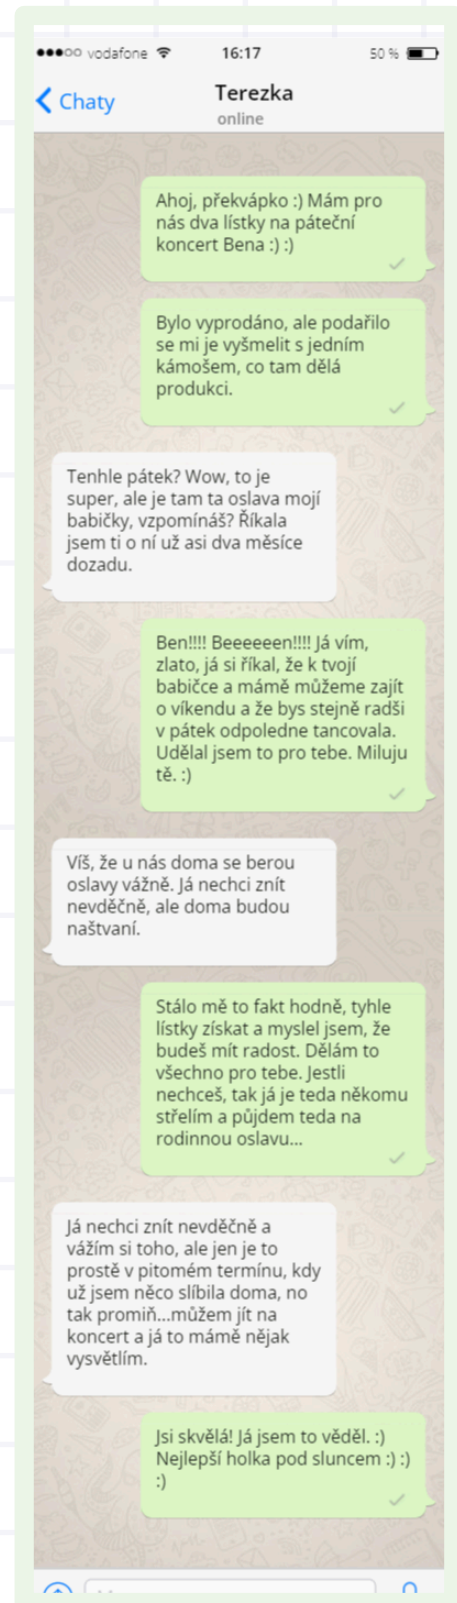 vodafone 16:17 50 %
Chaty Terezka
online
Ahoj, překvápko :) Mám pro
nás dva lístky na páteční
koncert Bena :) :)
Bylo vyprodáno, ale podařilo
se mi je vyšmelit s jedním
kámošem, co tam dělá
produkci.
Tenhle pátek? Wow, to je
super, ale je tam ta oslava mojí
babičky, vzpomínáš? Říkala
jsem ti o ní už asi dva měsíce
dozadu.
Ben!!!! Beeeeeen!!!! Já vím,
zlato, já si říkal, že k tvojí
babičce a mámě můžeme zajít
o víkendu a že bys stejně radši
v pátek odpoledne tancovala.
Udělal jsem to pro tebe. Miluju
tě. :)
Víš, že u nás doma se berou
oslavy vážně. Já nechci znít
nevděčně, ale doma budou
naštvaní.
Stálo mě to fakt hodně, tyhle
lístky získat a myslel jsem, že
budeš mít radost. Dělám to
všechno pro tebe. Jestli
nechceš, tak já je teda někomu
střelím a půjdem teda na
rodinnou oslavu...
Já nechci znít nevděčně a
vážím si toho, ale jen je to
prostě v pitomém termínu, kdy
už jsem něco slíbila doma, no
tak promiň...můžem jít na
koncert a já to mámě nějak
vysvětlím.
Jsi skvělá! Já jsem to věděl. :)
Nejlepší holka pod sluncem :) :)
:)